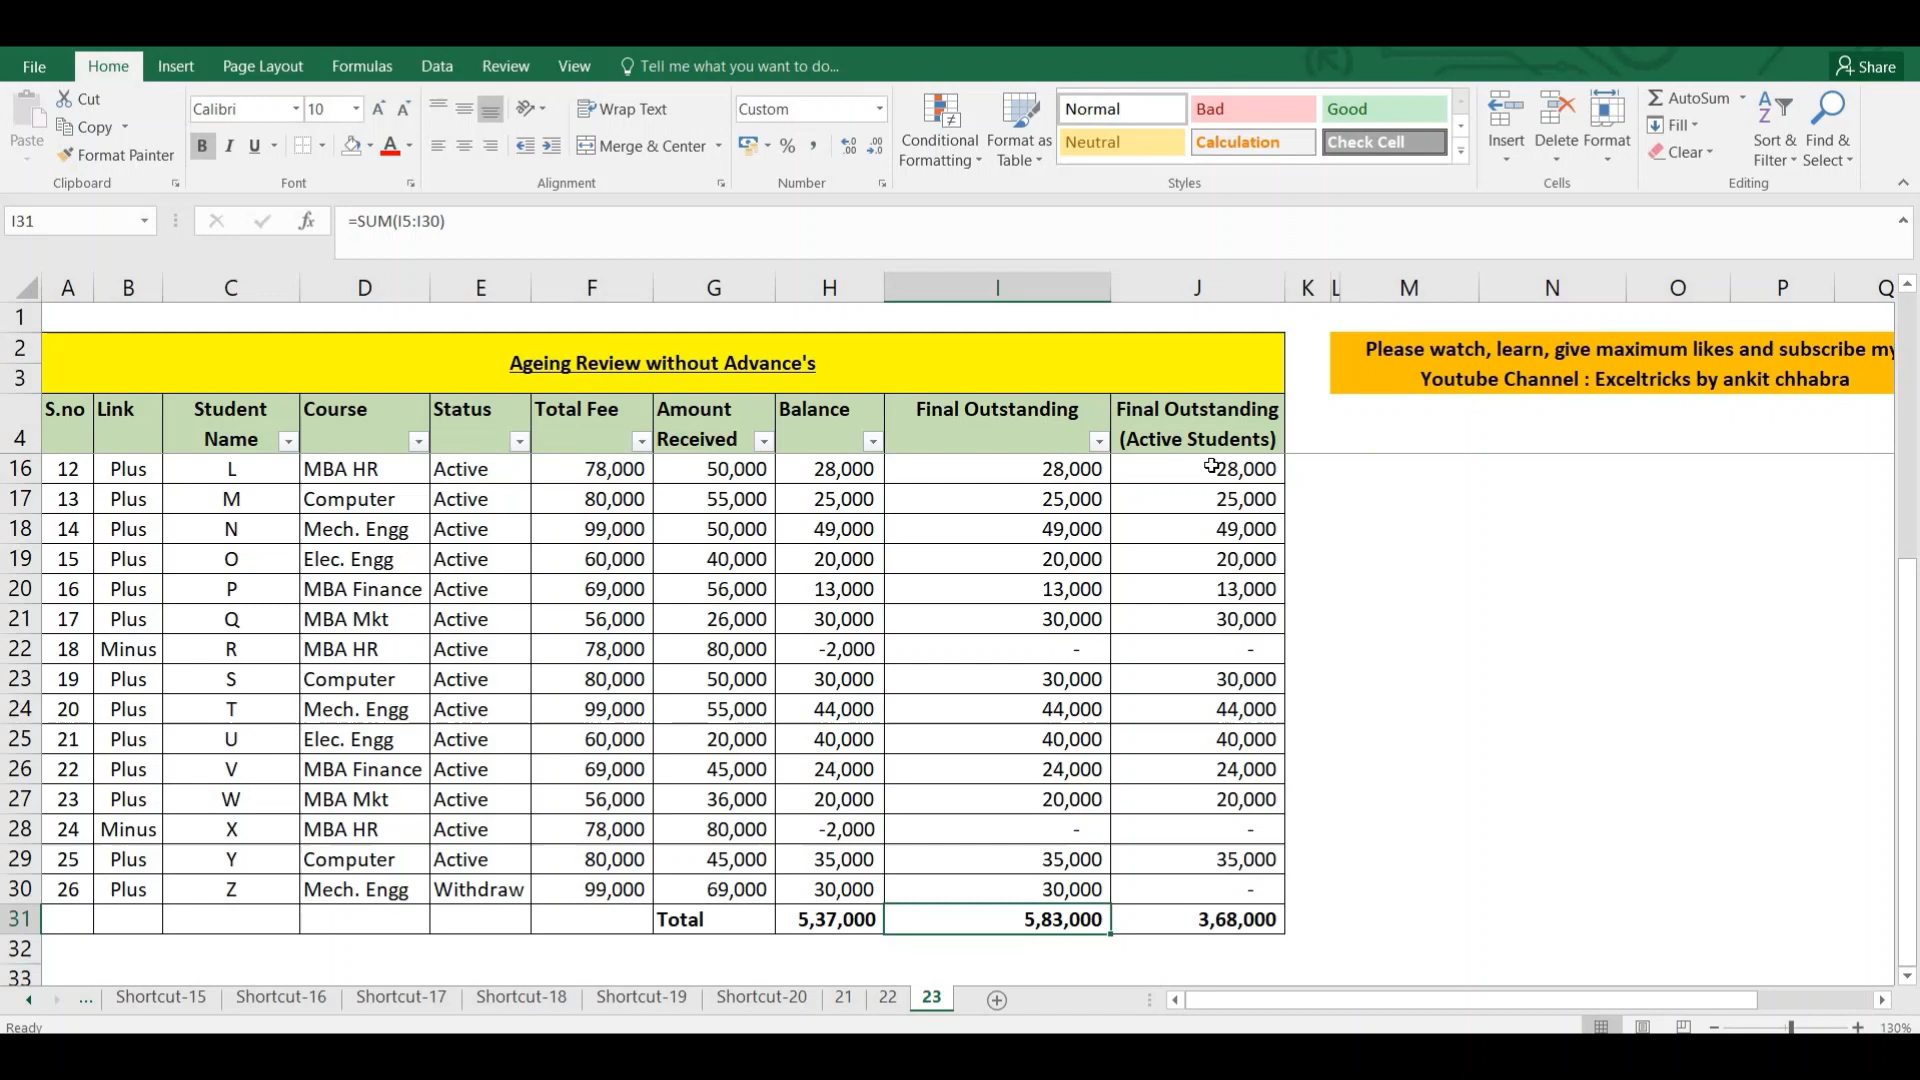 File Home Insert Page Layout Formulas Data Review View Tell me what you want to do... Share
Cut
Copy
Format Painter
Paste
Clipboard
Calibri 10
B I U
Font
Wrap Text
Merge & Center
Alignment
Custom
%
Number
Conditional Formatting
Format as Table
Normal Bad Good
Neutral Calculation Check Cell
Styles
Insert Delete Format
Cells
AutoSum
Fill
Clear
Sort & Filter
Find & Select
Editing
I31 fx =SUM(I5:I30)
A B C D E F G H I J K L M N O P Q
1
2
3
Ageing Review without Advance's
Please watch, learn, give maximum likes and subscribe my
Youtube Channel : Exceltricks by ankit chhabra
4 S.no Link Student Name Course Status Total Fee Amount Received Balance Final Outstanding Final Outstanding (Active Students)
16 12 Plus L MBA HR Active 78,000 50,000 28,000 28,000 28,000
17 13 Plus M Computer Active 80,000 55,000 25,000 25,000 25,000
18 14 Plus N Mech. Engg Active 99,000 50,000 49,000 49,000 49,000
19 15 Plus O Elec. Engg Active 60,000 40,000 20,000 20,000 20,000
20 16 Plus P MBA Finance Active 69,000 56,000 13,000 13,000 13,000
21 17 Plus Q MBA Mkt Active 56,000 26,000 30,000 30,000 30,000
22 18 Minus R MBA HR Active 78,000 80,000 -2,000 - -
23 19 Plus S Computer Active 80,000 50,000 30,000 30,000 30,000
24 20 Plus T Mech. Engg Active 99,000 55,000 44,000 44,000 44,000
25 21 Plus U Elec. Engg Active 60,000 20,000 40,000 40,000 40,000
26 22 Plus V MBA Finance Active 69,000 45,000 24,000 24,000 24,000
27 23 Plus W MBA Mkt Active 56,000 36,000 20,000 20,000 20,000
28 24 Minus X MBA HR Active 78,000 80,000 -2,000 - -
29 25 Plus Y Computer Active 80,000 45,000 35,000 35,000 35,000
30 26 Plus Z Mech. Engg Withdraw 99,000 69,000 30,000 30,000 -
31 Total 5,37,000 5,83,000 3,68,000
32
33
... Shortcut-15 Shortcut-16 Shortcut-17 Shortcut-18 Shortcut-19 Shortcut-20 21 22 23
Ready 130%